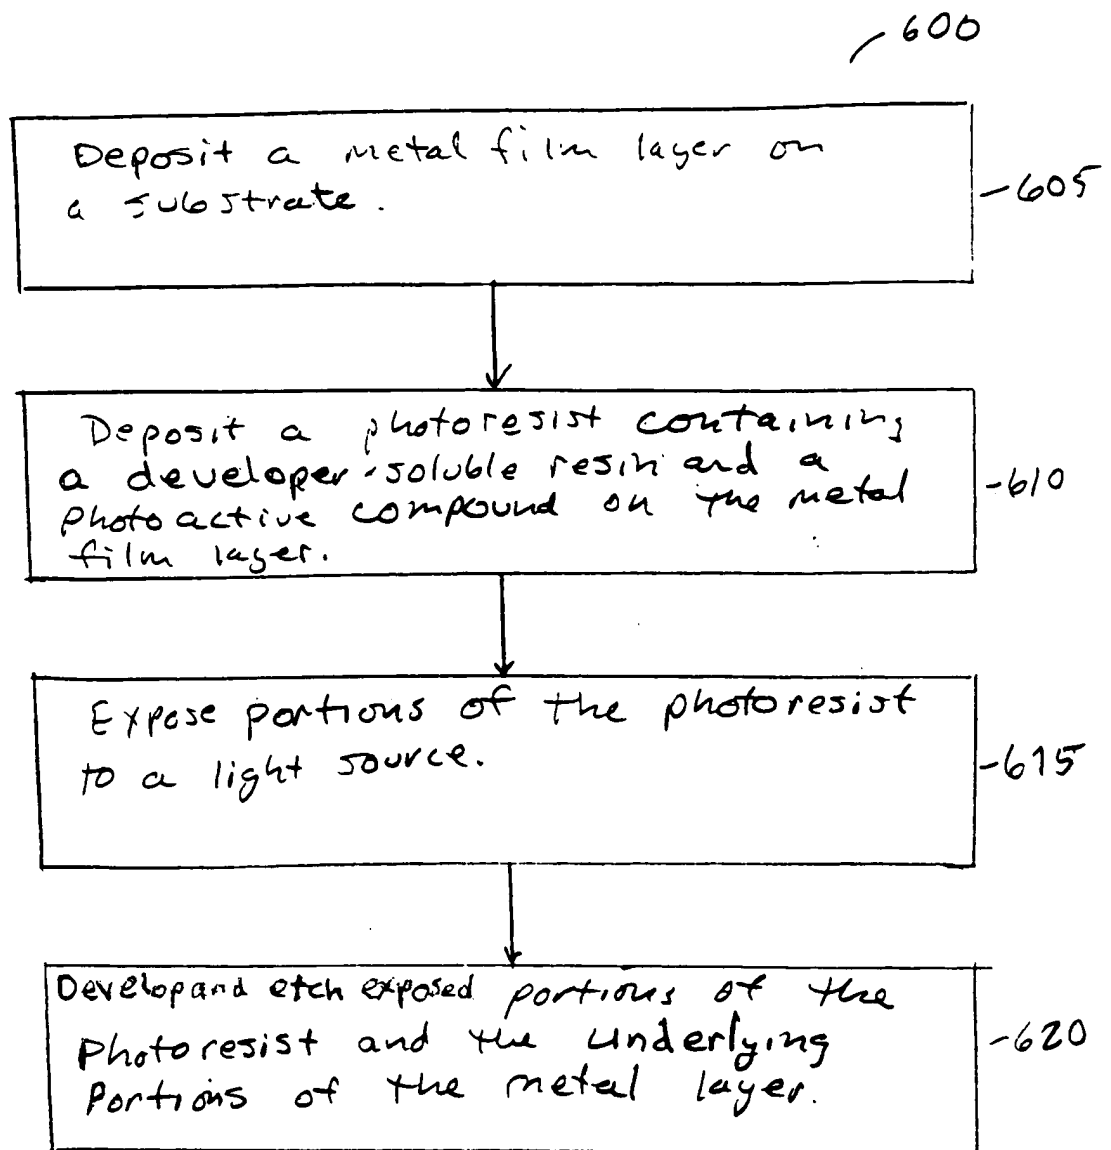 600
Deposit a metal film layer on
a substrate.
605
Deposit a photoresist containing
a developer-soluble resin and a
photoactive compound on the metal
film layer.
610
Expose portions of the photoresist
to a light source.
615
Develop and etch exposed portions of the
photoresist and the underlying
Portions of the metal layer.
620